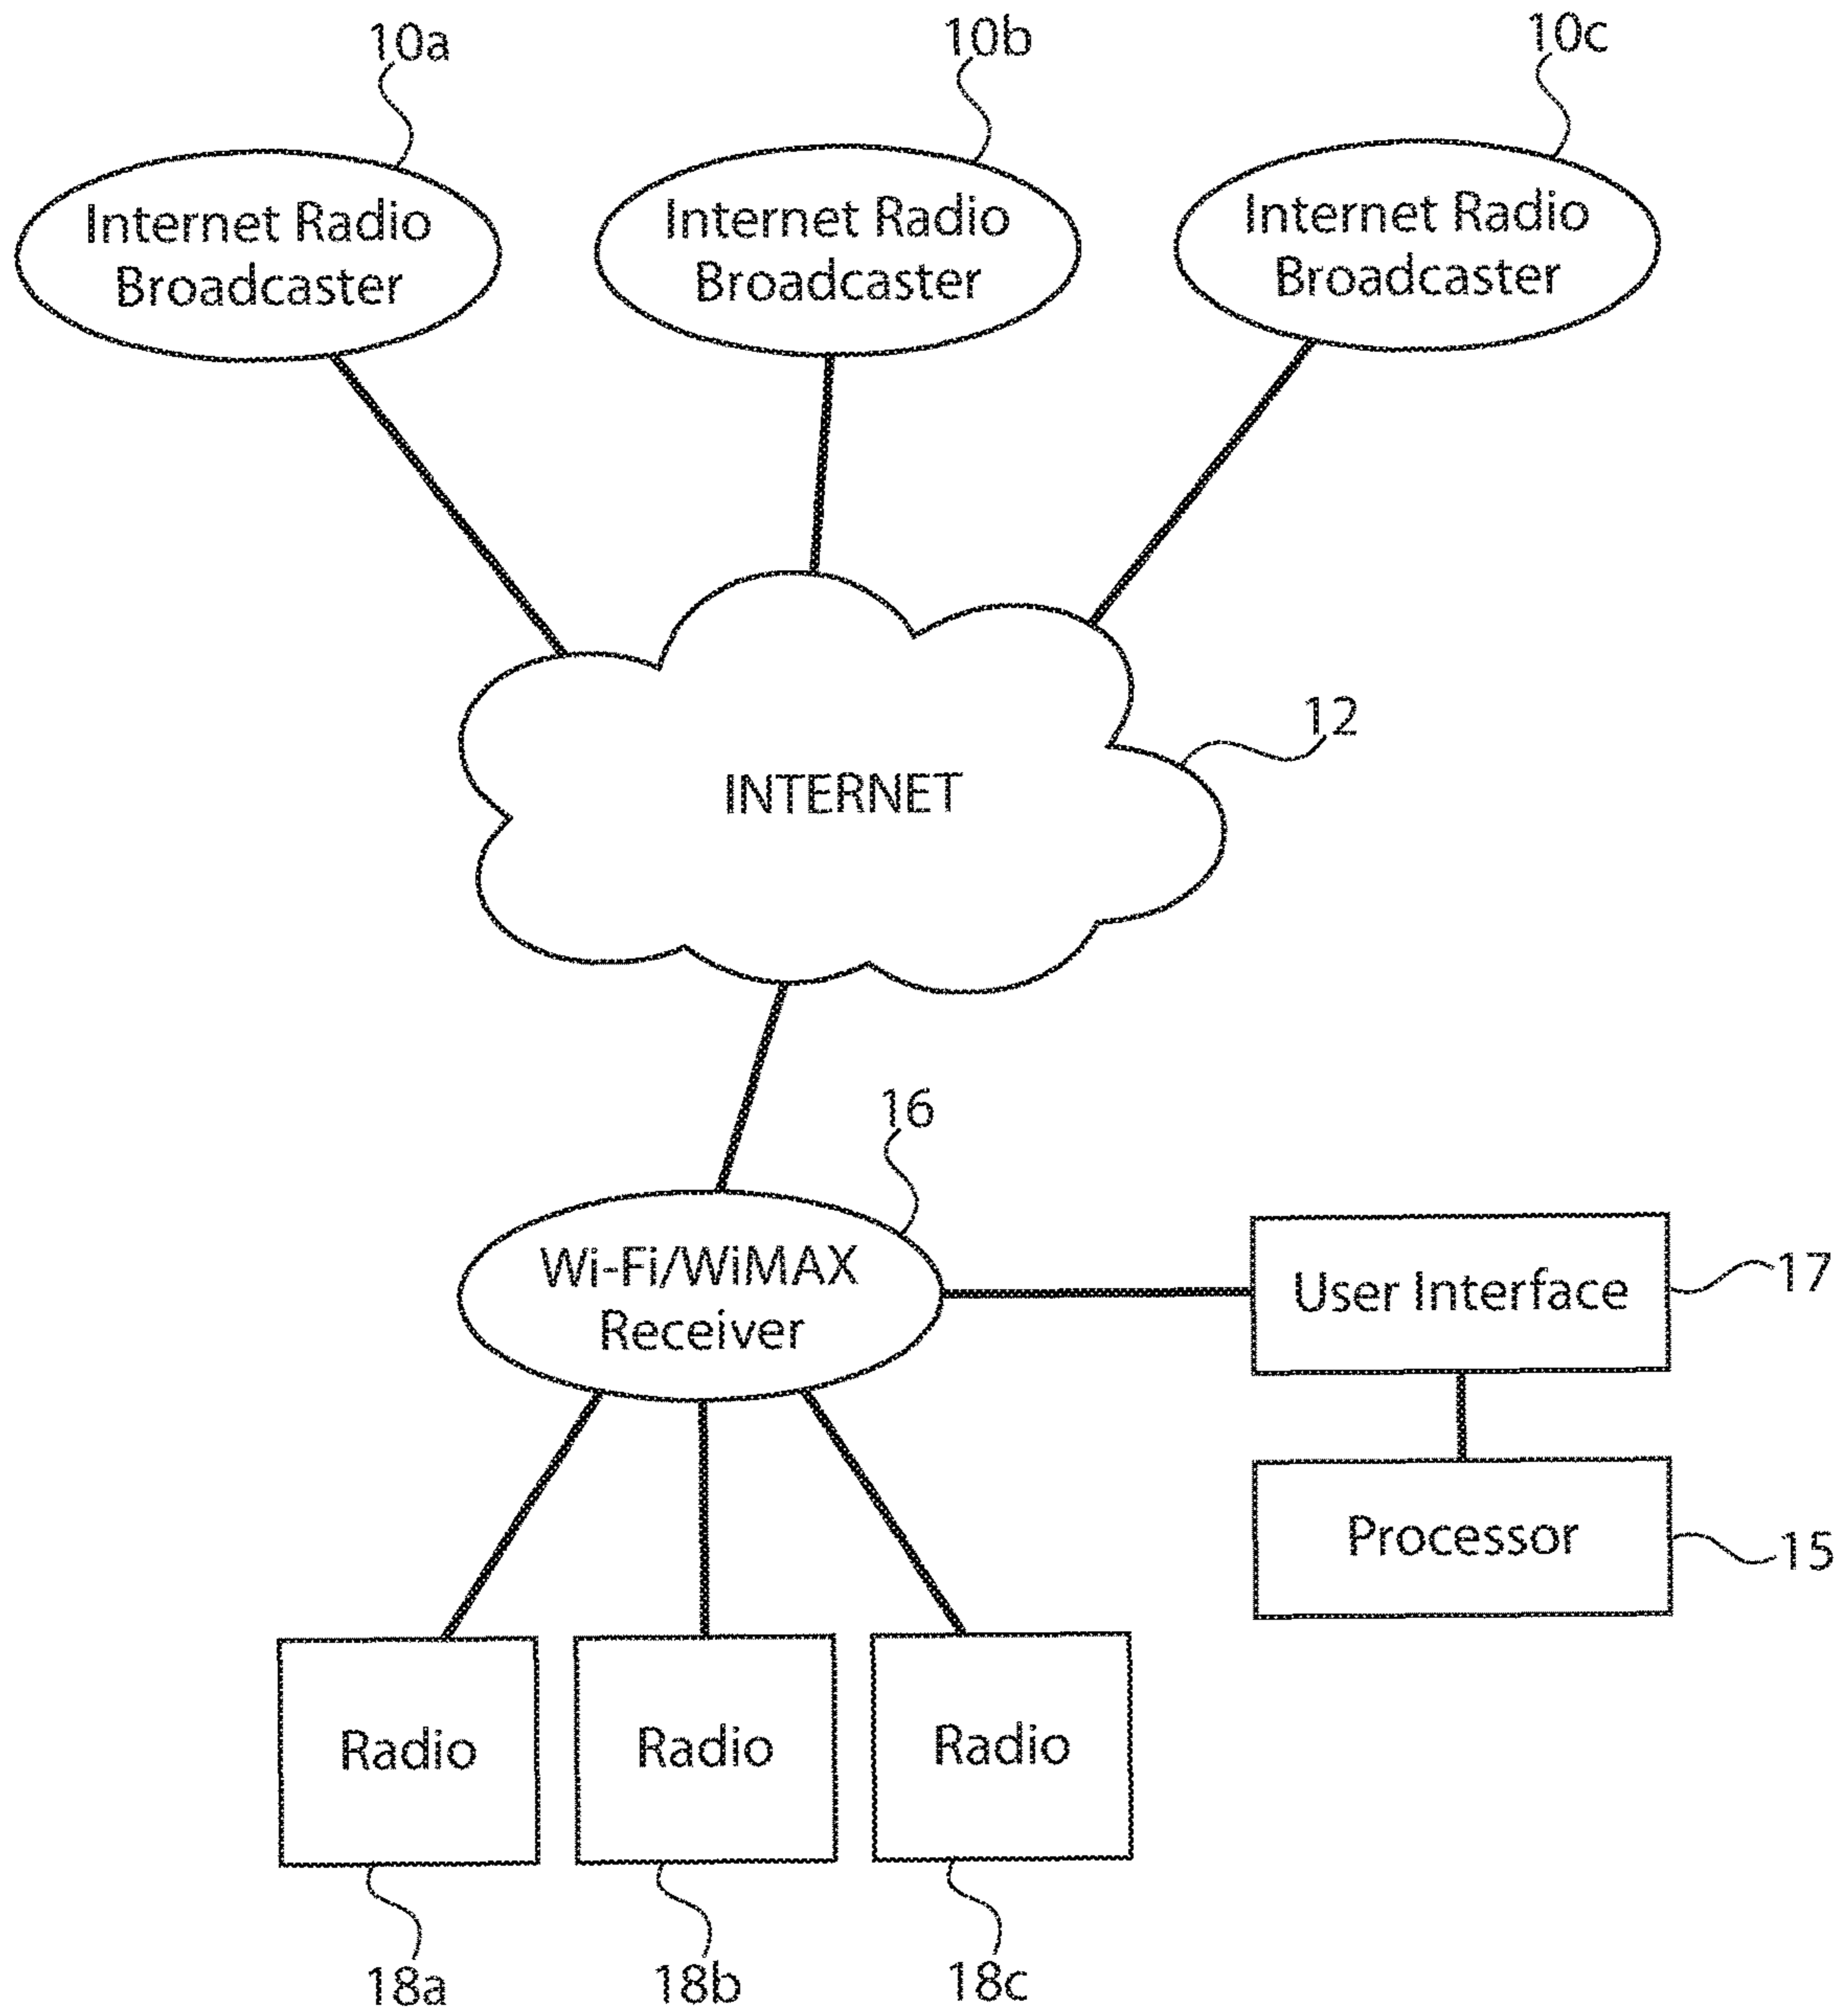 10a
10b
10c
Internet Radio
Broadcaster
Internet Radio
Broadcaster
Internet Radio
Broadcaster
12
INTERNET
16
Wi-Fi/WiMAX
Receiver
User Interface
17
Processor
15
Radio
Radio
Radio
18a
18b
18c